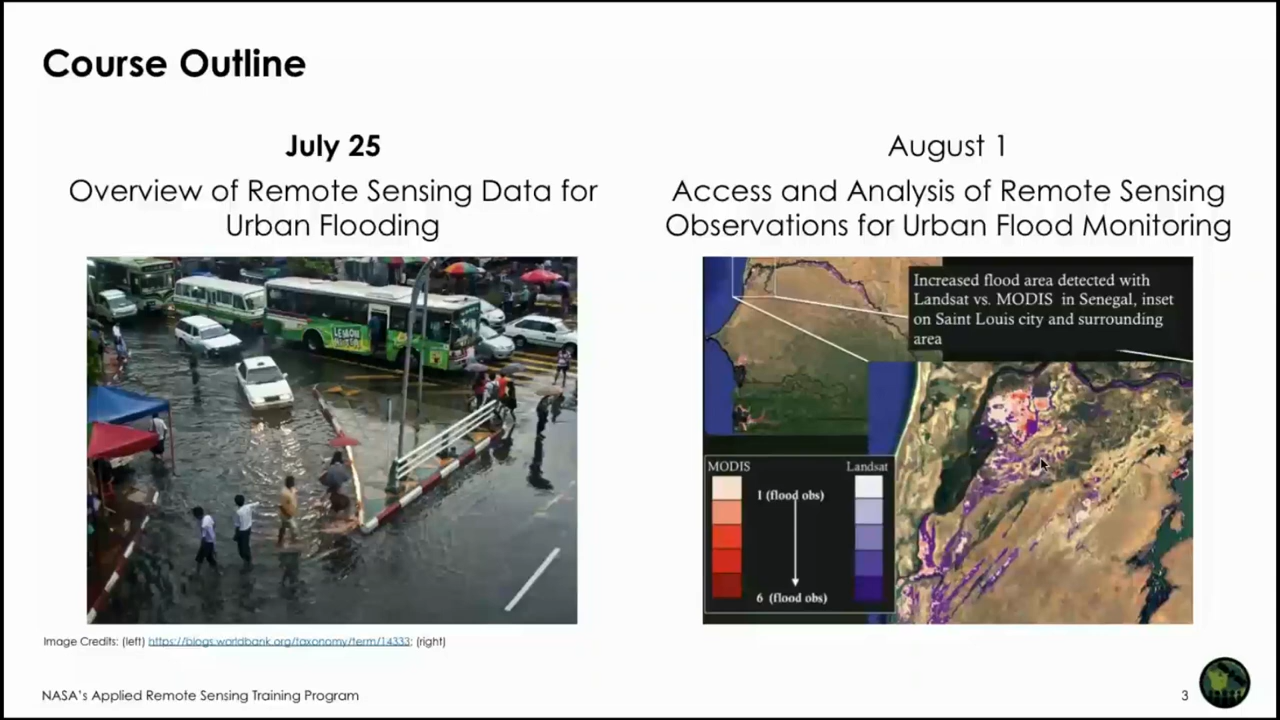 Course Outline
July 25
Overview of Remote Sensing Data for
Urban Flooding
August 1
Access and Analysis of Remote Sensing
Observations for Urban Flood Monitoring
Increased flood area detected with
Landsat vs. MODIS in Senegal, inset
on Saint Louis city and surrounding
area
MODIS
Landsat
1 (flood obs)
6 (flood obs)
Image Credits: (left) https://blogs.worldbank.org/taxonomy/term/14333; (right)
NASA's Applied Remote Sensing Training Program
3